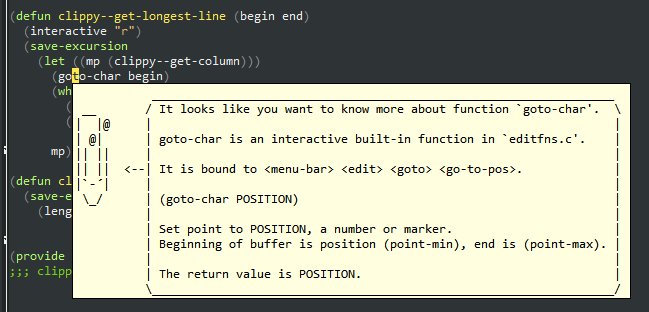 (defun clippy--get-longest-line (begin end)
(interactive "r")
(save-excursion
(let ((mp (clippy--get-column)))
(goto-char begin)
(wh
(
(
mp)
It looks like you want to know more about function `goto-char'.
goto-char is an interactive built-in function in `editfns.c'.
It is bound to <menu-bar> <edit> <goto> <go-to-pos>.
(goto-char POSITION)
Set point to POSITION, a number or marker.
Beginning of buffer is position (point-min), end is (point-max).
The return value is POSITION.
(defun cl
(save-e
(leng
(provide
;;; clipp